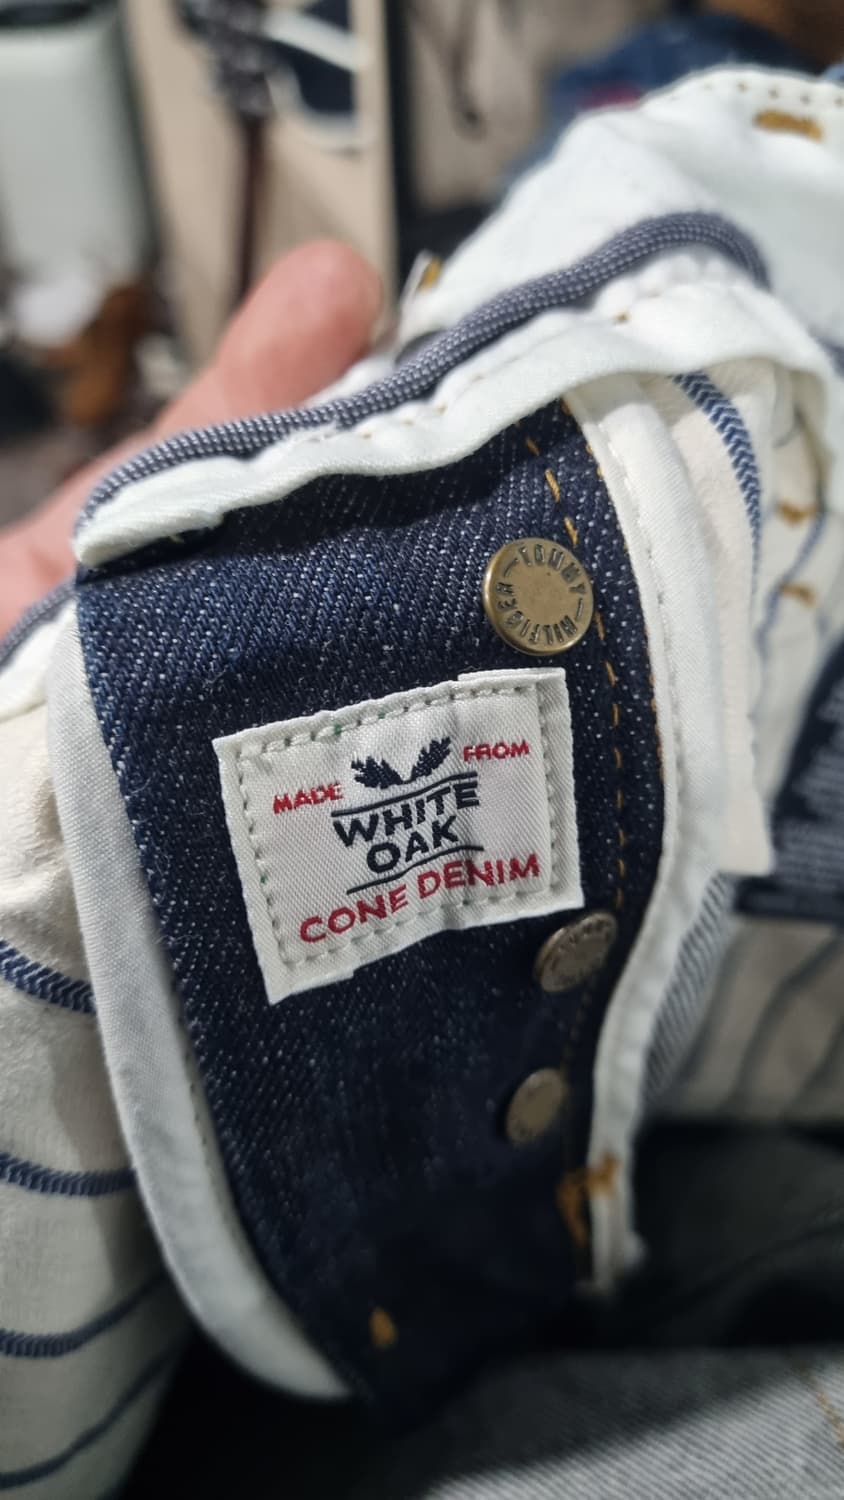 TOMMY HILFIGER
MADE FROM
WHITE
OAK
CONE DENIM